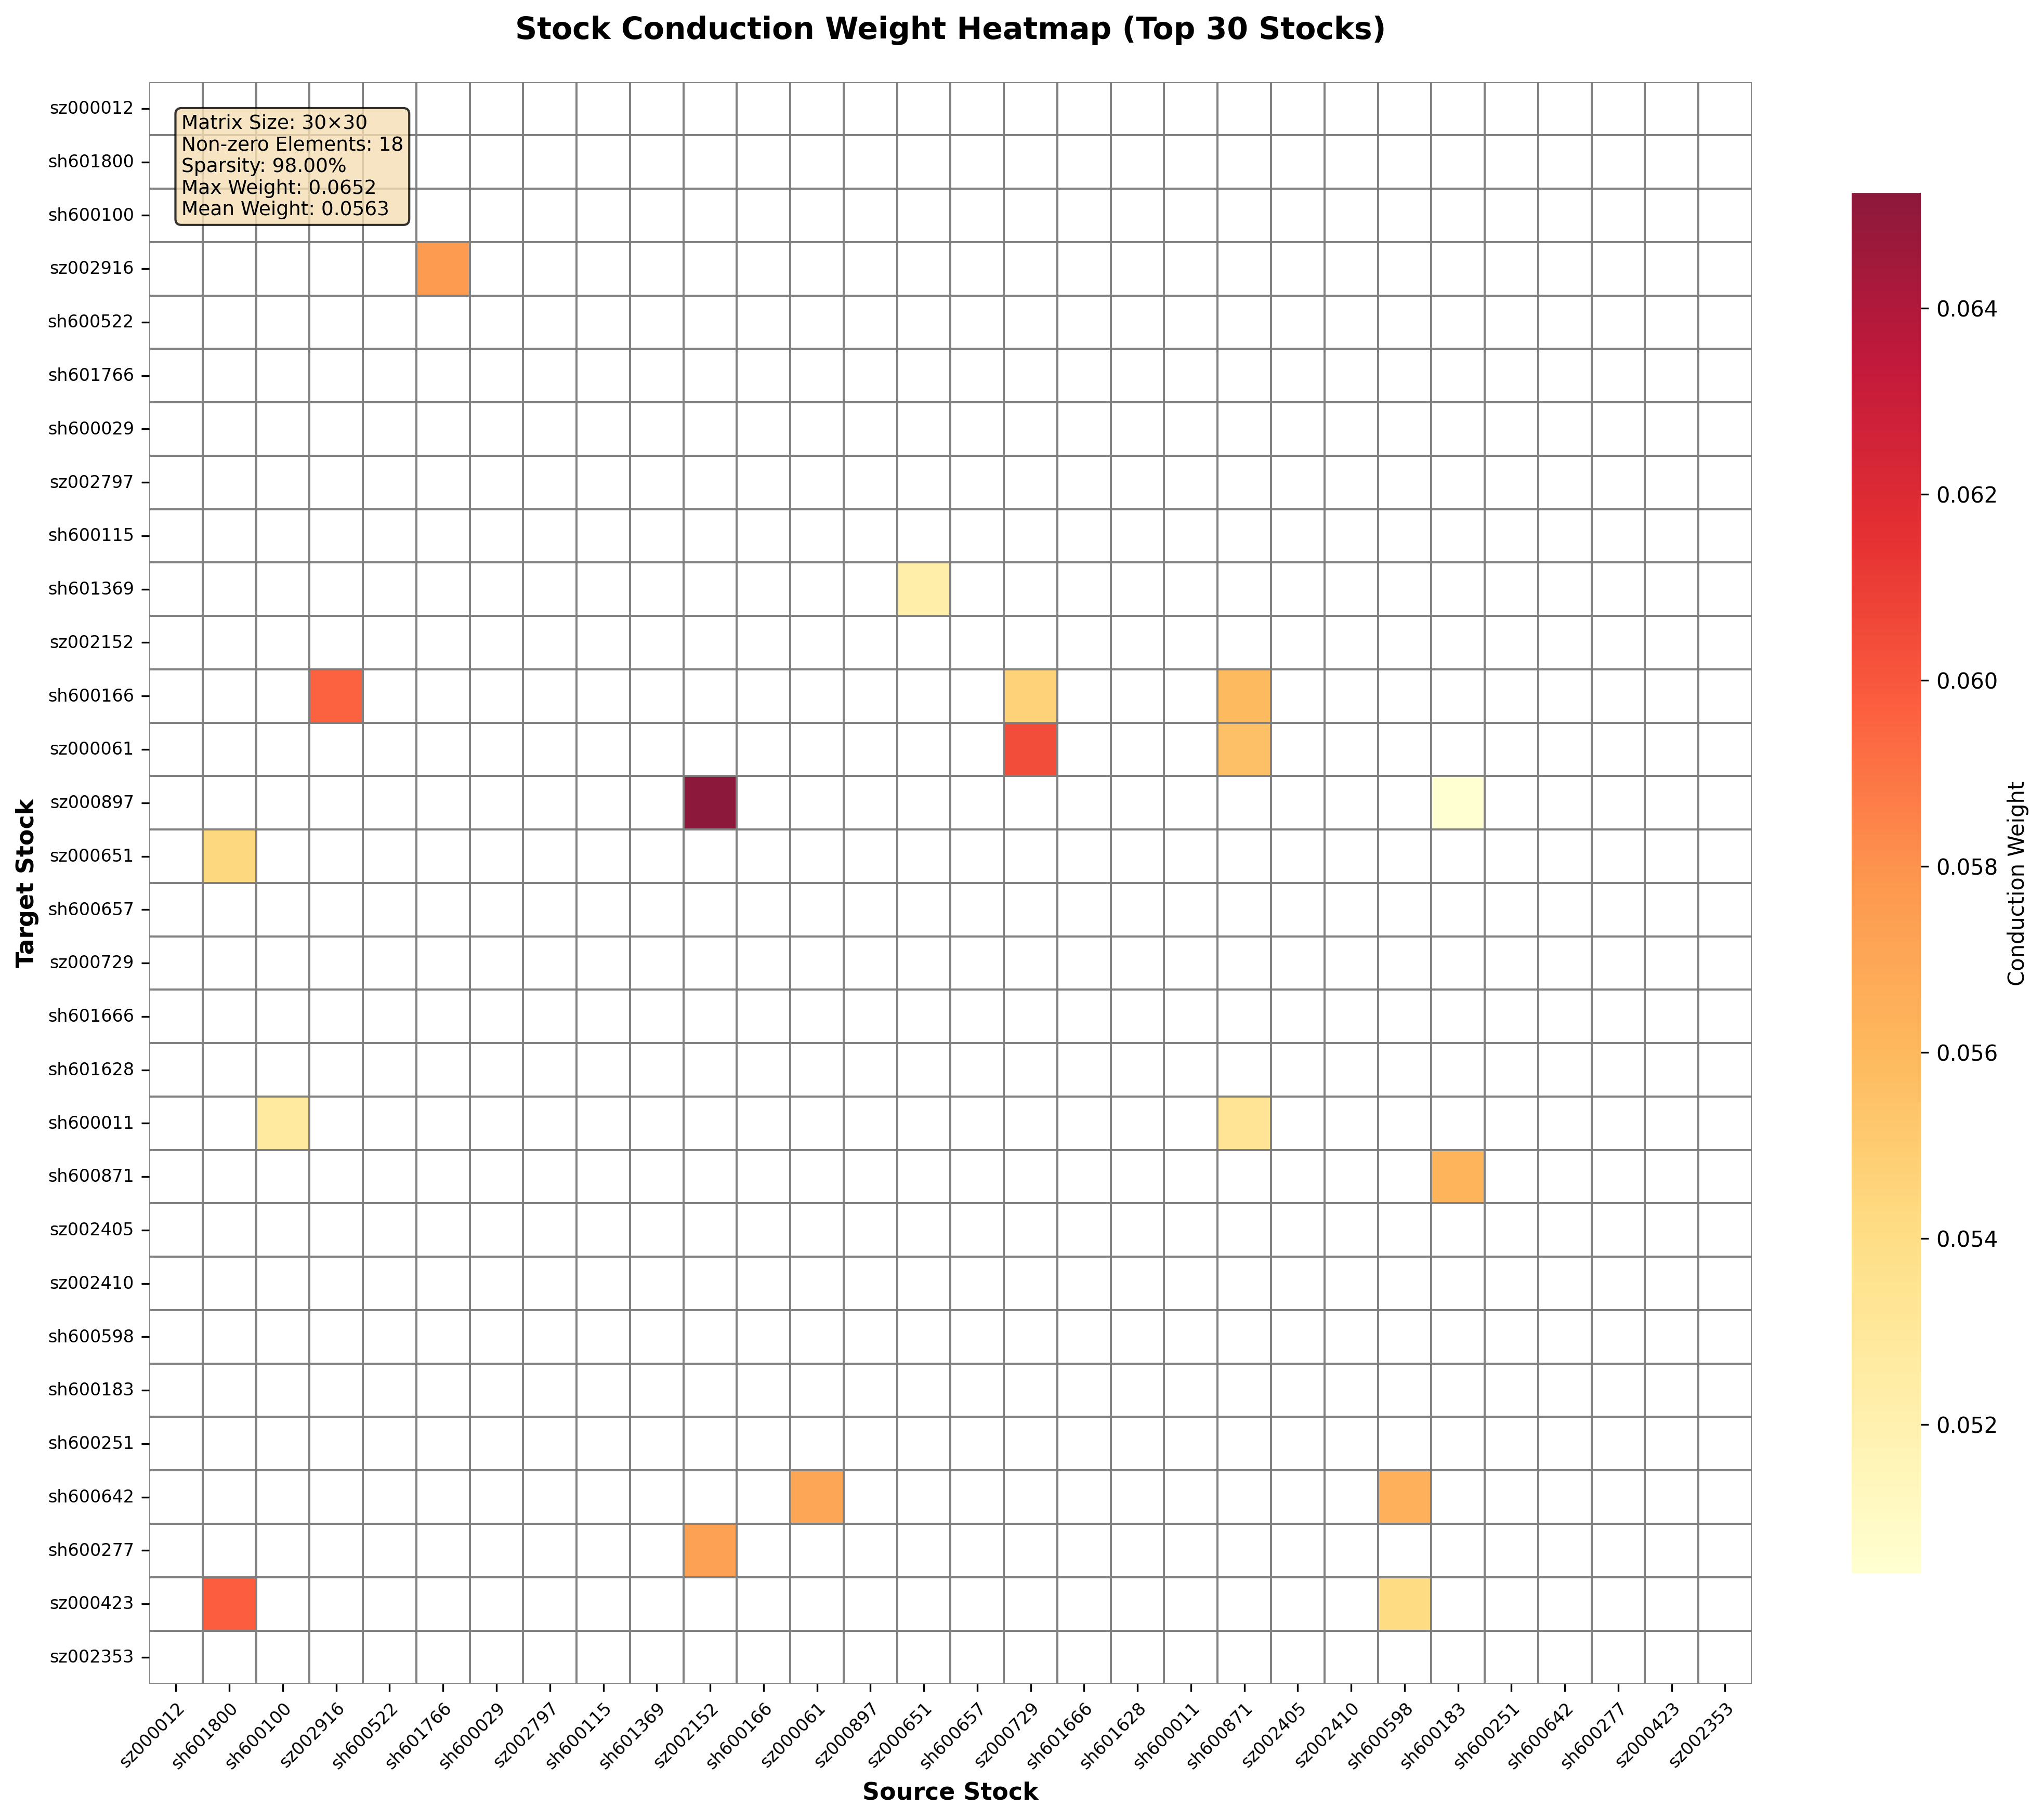 Stock Conduction Weight Heatmap (Top 30 Stocks)
Matrix Size: 30×30
Non-zero Elements: 18
Sparsity: 98.00%
Max Weight: 0.0652
Mean Weight: 0.0563
Target Stock
sz000012
sh601800
sh600100
sz002916
sh600522
sh601766
sh600029
sz002797
sh600115
sh601369
sz002152
sh600166
sz000061
sz000897
sz000651
sh600657
sz000729
sh601666
sh601628
sh600011
sh600871
sz002405
sz002410
sh600598
sh600183
sh600251
sh600642
sh600277
sz000423
sz002353
sz000012
sh601800
sh600100
sz002916
sh600522
sh601766
sh600029
sz002797
sh600115
sh601369
sz002152
sh600166
sz000061
sz000897
sz000651
sh600657
sz000729
sh601666
sh601628
sh600011
sh600871
sz002405
sz002410
sh600598
sh600183
sh600251
sh600642
sh600277
sz000423
sz002353
Source Stock
0.064
0.062
0.060
0.058
0.056
0.054
0.052
Conduction Weight